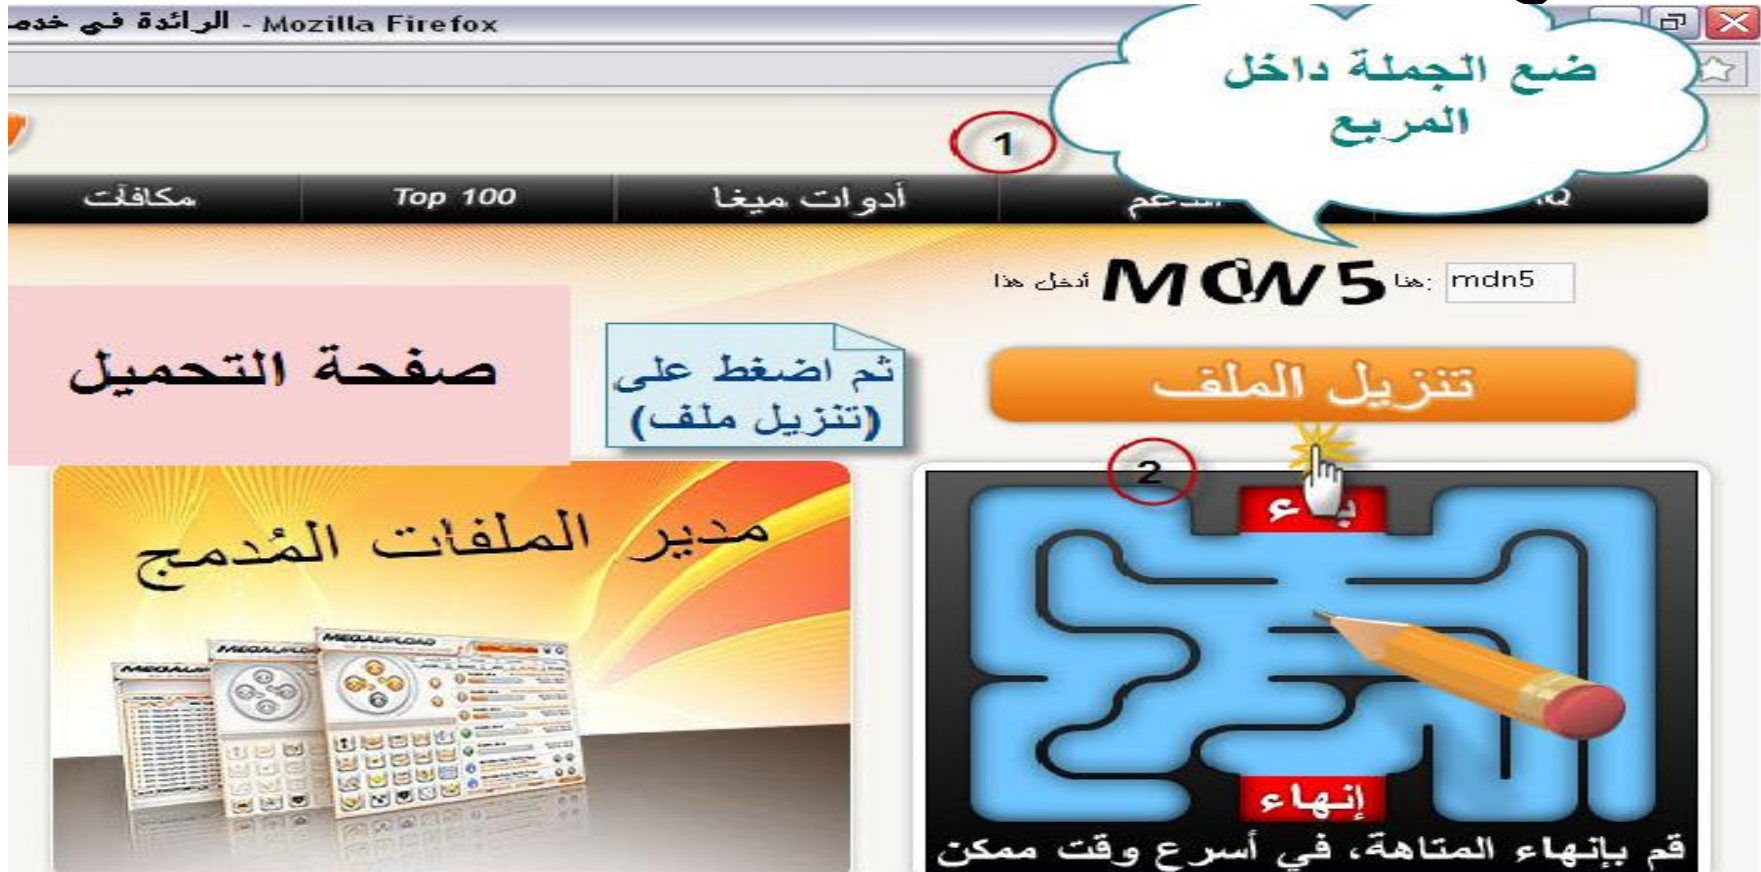 الرائدة في خدم - Mozilla Firefox
ضع الجملة داخل
المربع
1
الدعم
أدوات ميغا
Top 100
مكافآت
أدخل هذا
MDN5
هنا:
mdn5
تنزيل الملف
ثم اضغط على
(تنزيل ملف)
صفحة التحميل
2
إنهاء
قم بإنهاء المتاهة، في أسرع وقت ممكن
مدير الملفات المُدمج
MEGAUPLOAD